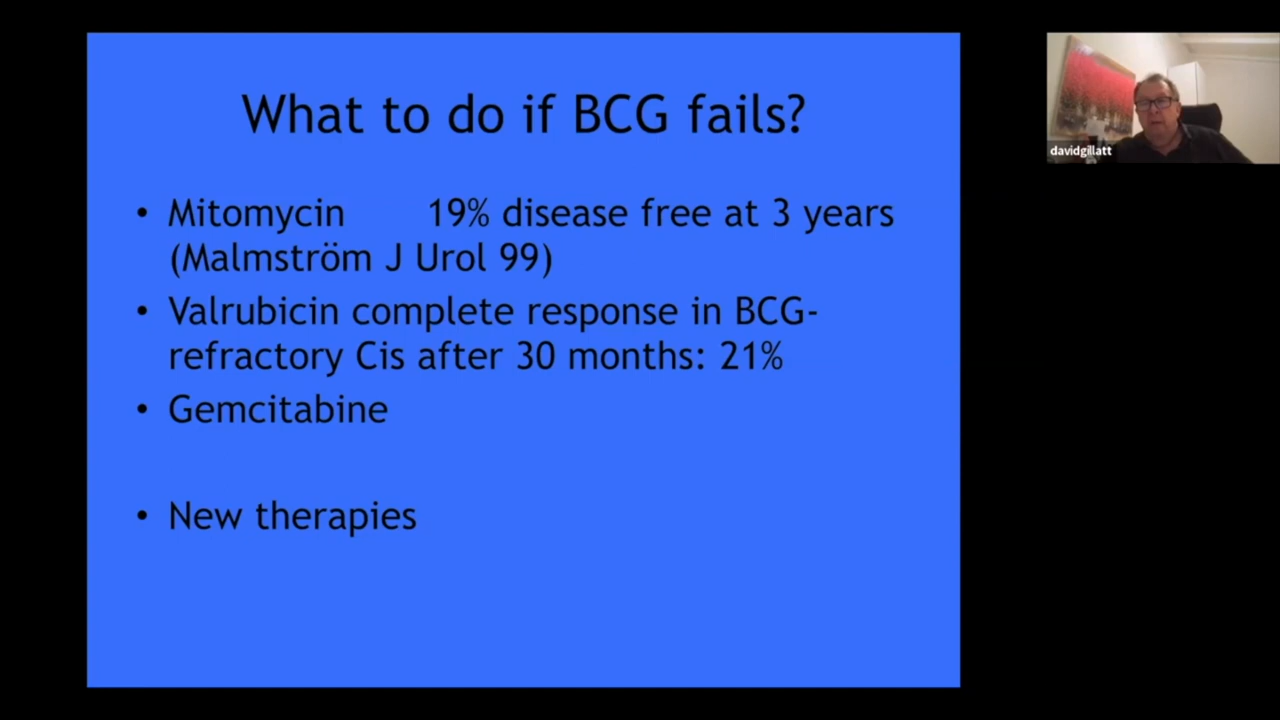 What to do if BCG fails?
• Mitomycin 19% disease free at 3 years
(Malmström J Urol 99)
• Valrubicin complete response in BCG-
refractory Cis after 30 months: 21%
• Gemcitabine
• New therapies
davidgillatt